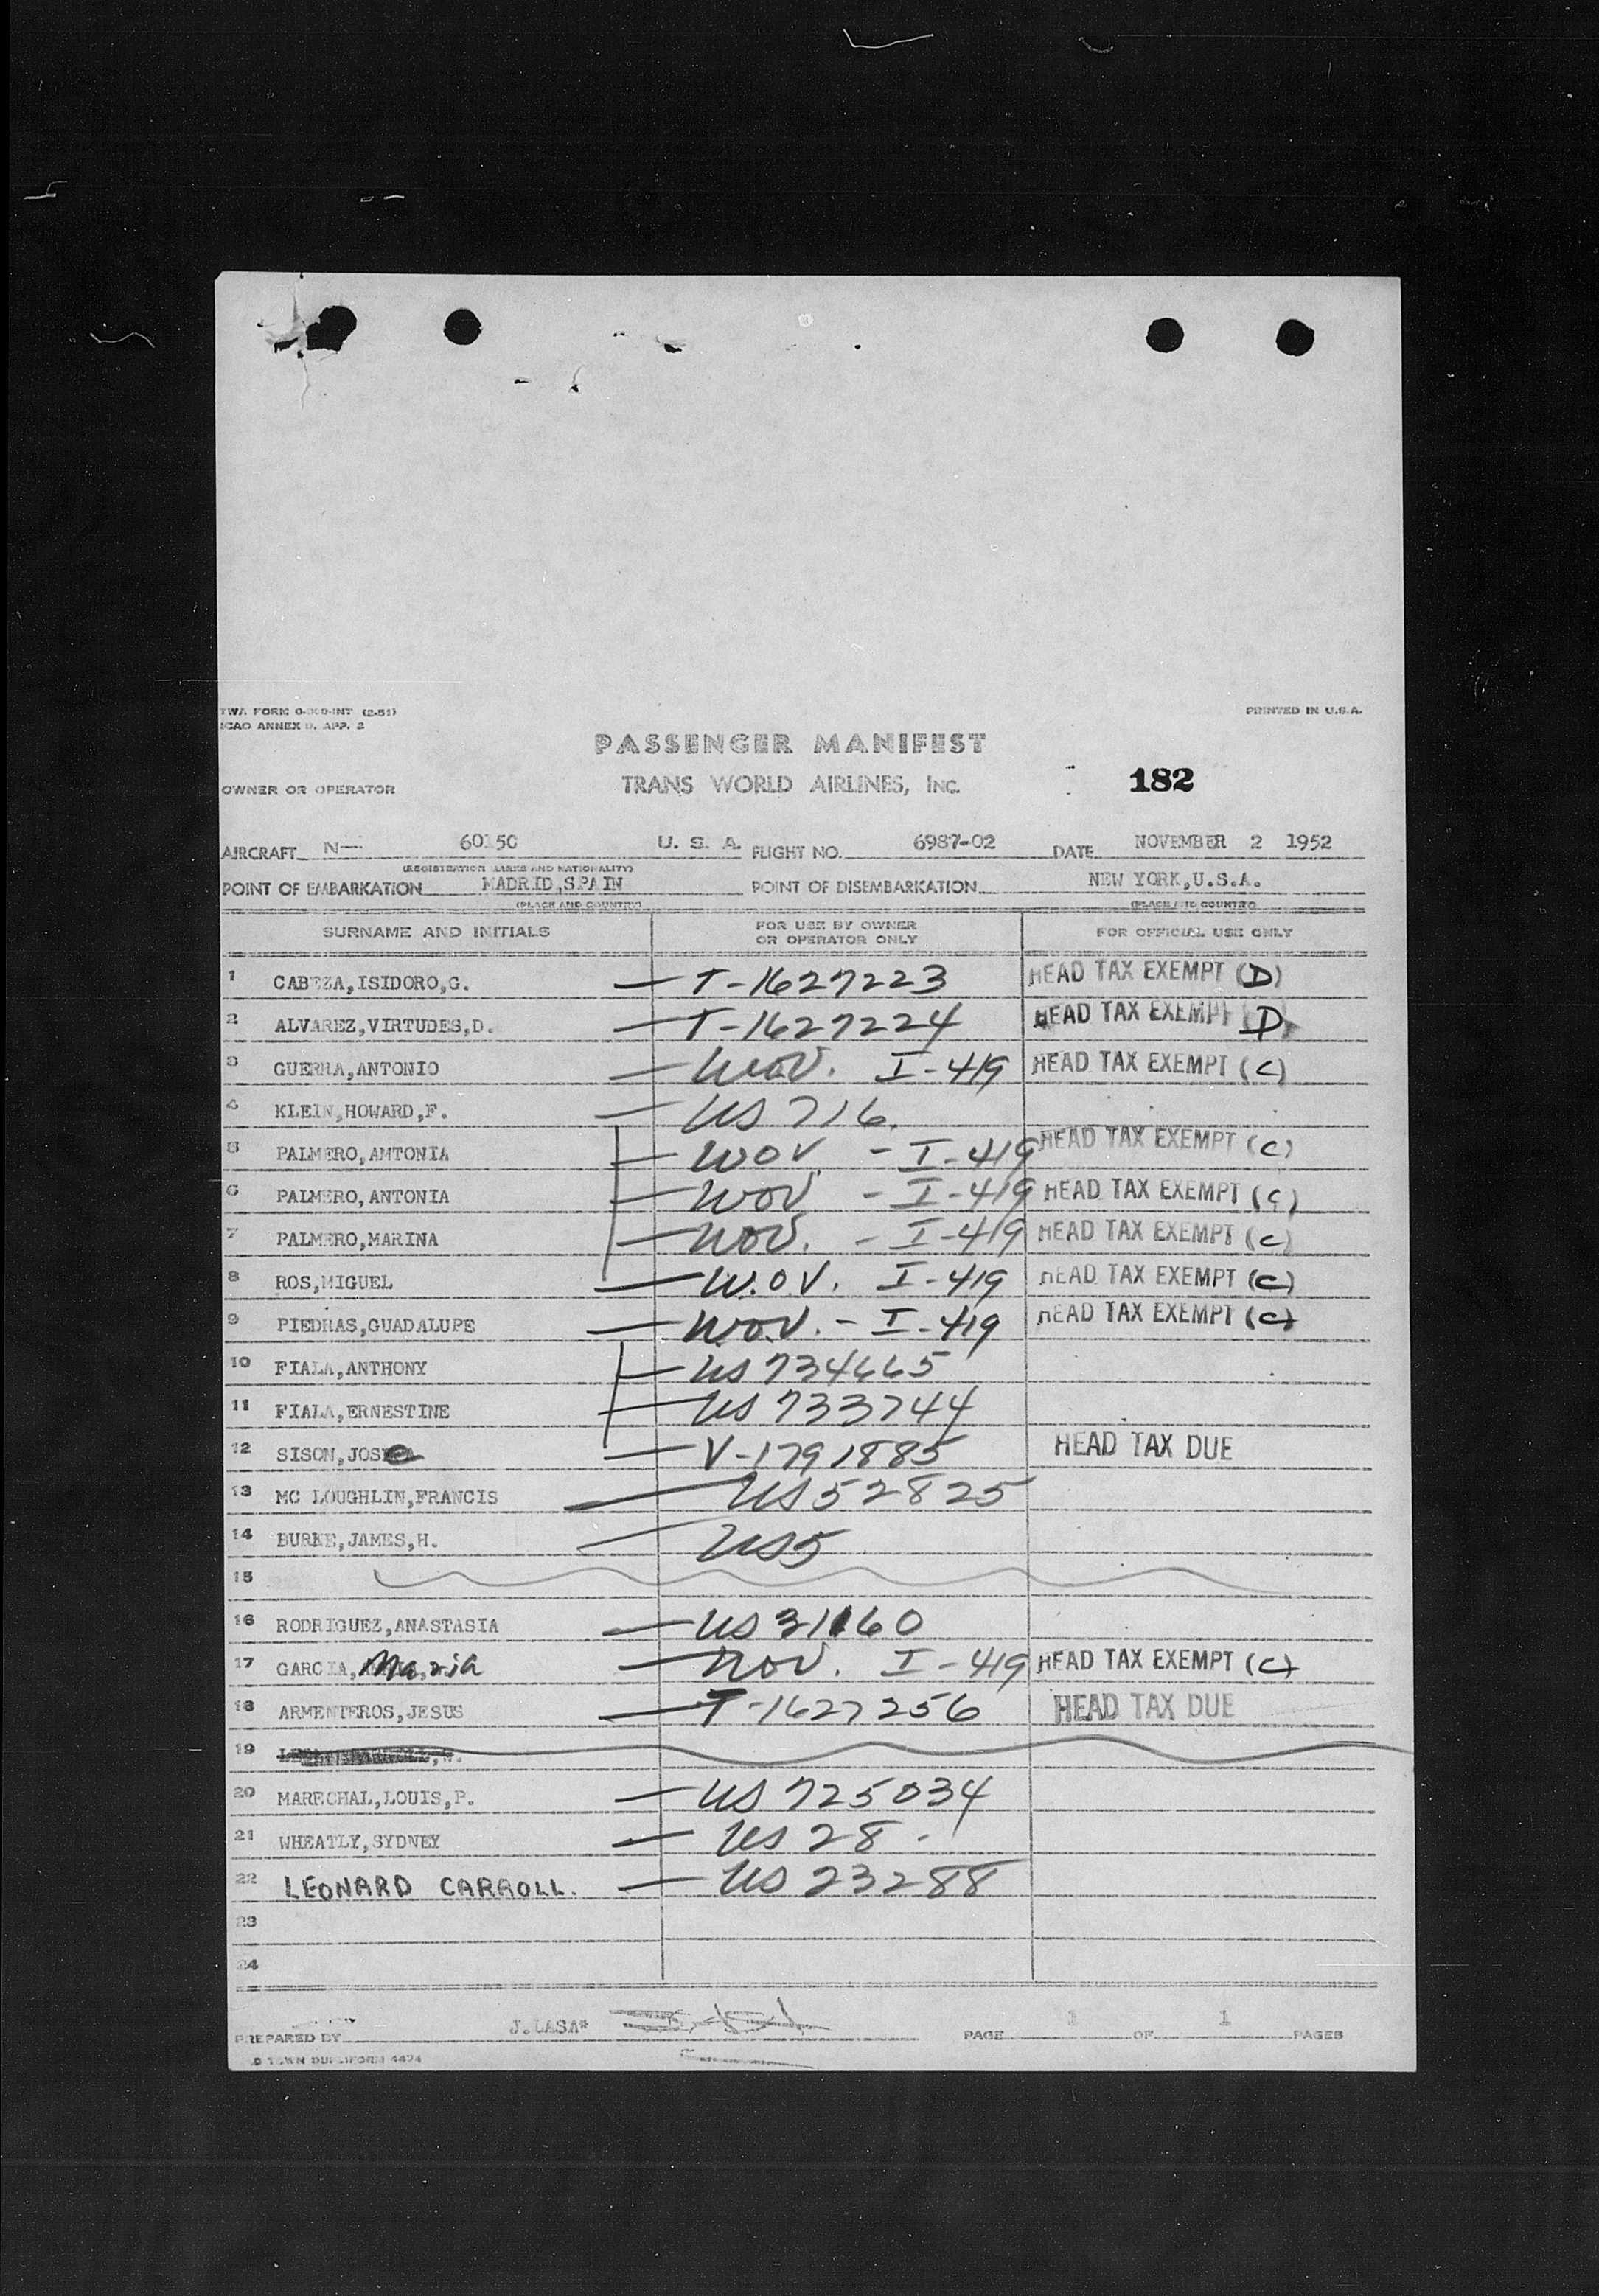 TWA FORM O-   -INT (2-51)
ICAO ANNEX 9, APP. 2
PRINTED IN U.S.A.
PASSENGER MANIFEST
OWNER OR OPERATOR TRANS WORLD AIRLINES, Inc. 182
AIRCRAFT N— 60150 U. S. A. FLIGHT NO. 6987-02 DATE NOVEMBER 2 1952
(REGISTRATION MARKS AND NATIONALITY)
POINT OF EMBARKATION MADRID,SPAIN POINT OF DISEMBARKATION NEW YORK,U.S.A.
(PLACE AND COUNTRY) (PLACE AND COUNTRY)
SURNAME AND INITIALS FOR USE BY OWNER OR OPERATOR ONLY FOR OFFICIAL USE ONLY
1 CABEZA,ISIDORO,G. — T-1627223 HEAD TAX EXEMPT (D)
2 ALVAREZ,VIRTUDES,D. — T-1627224 HEAD TAX EXEMPT D
3 GUERRA,ANTONIO — WOV. I-419 HEAD TAX EXEMPT (C)
4 KLEIN,HOWARD,F. — US 716.
5 PALMERO,AMTONIA — WOV. - I-419 HEAD TAX EXEMPT (C)
6 PALMERO,ANTONIA — WOV - I-419 HEAD TAX EXEMPT (C)
7 PALMERO,MARINA — WOV. - I-419 HEAD TAX EXEMPT (C)
8 ROS,MIGUEL — W.O.V. I-419 HEAD TAX EXEMPT (C)
9 PIEDRAS,GUADALUPE — W.O.V. - I-419 HEAD TAX EXEMPT (C)
10 FIALA,ANTHONY — US 734665
11 FIALA,ERNESTINE — US 733744
12 SISON,JOSE — V-1791885 HEAD TAX DUE
13 MC LOUGHLIN,FRANCIS — US 52825
14 BURKE,JAMES,H. — US5
15
16 RODRIGUEZ,ANASTASIA — US 31160
17 GARCIA, Maria — WOV. I-419 HEAD TAX EXEMPT (C)
18 ARMENTEROS,JESUS — T-1627256 HEAD TAX DUE
19
20 MARECHAL,LOUIS,P. — US 725034
21 WHEATLY,SYDNEY — US 28
22 LEONARD CARROLL. — US 23288
23
24
PREPARED BY J.LASA* PAGE 1 OF 1 PAGES
DUPLIFORM 4474